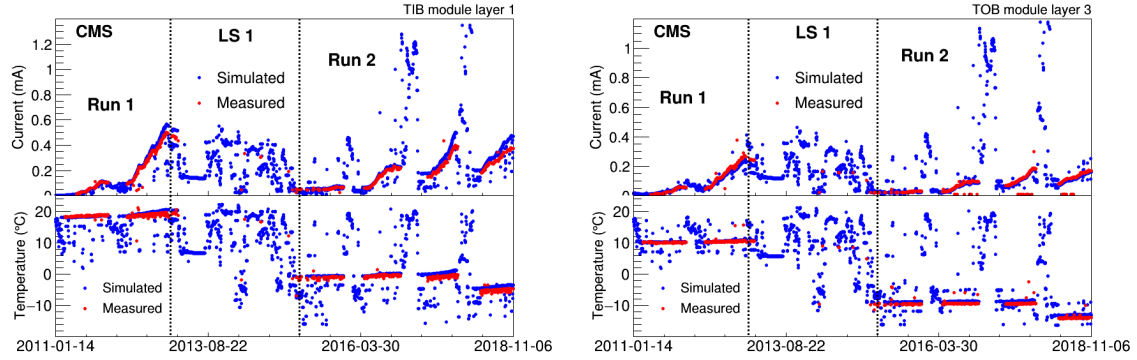 TIB module layer 1
CMS
LS 1
Run 2
Run 1
Simulated
Measured
Current (mA)
1.2
1
0.8
0.6
0.4
0.2
0
Temperature (°C)
20
10
0
−10
Simulated
Measured
2011-01-14
2013-08-22
2016-03-30
2018-11-06
TOB module layer 3
CMS
LS 1
Run 2
Run 1
Simulated
Measured
Current (mA)
1
0.8
0.6
0.4
0.2
0
Temperature (°C)
20
10
0
−10
Simulated
Measured
2011-01-14
2013-08-22
2016-03-30
2018-11-06